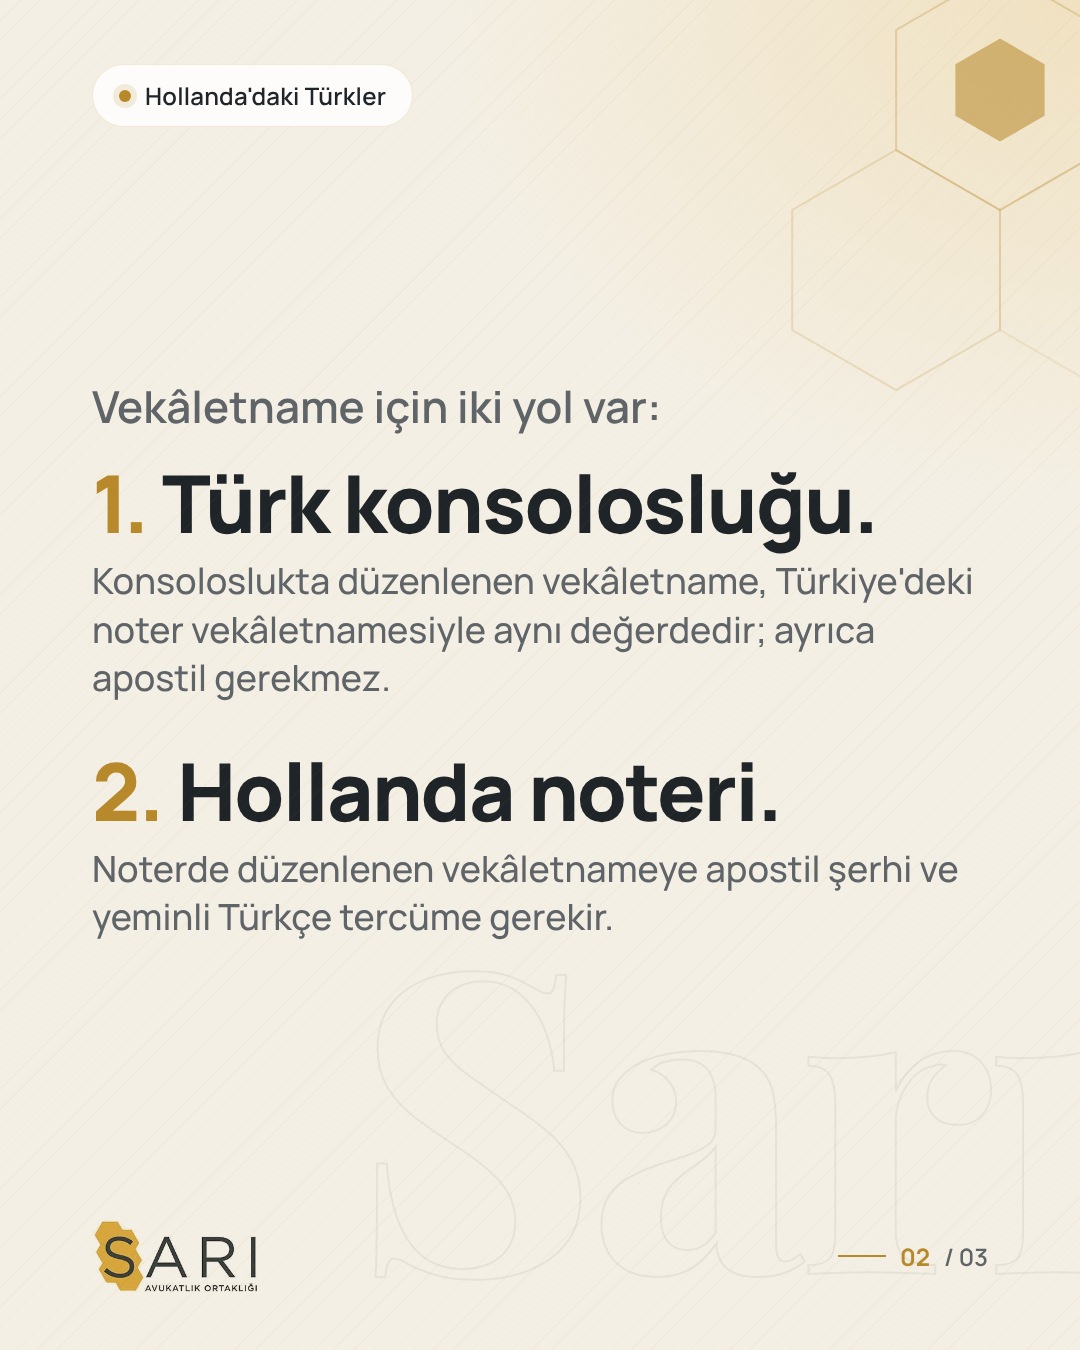 Hollanda'daki Türkler
Vekâletname için iki yol var:
1. Türk konsolosluğu.
Konsoloslukta düzenlenen vekâletname, Türkiye'deki
noter vekâletnamesiyle aynı değerdedir; ayrıca
apostil gerekmez.
2. Hollanda noteri.
Noterde düzenlenen vekâletnameye apostil şerhi ve
yeminli Türkçe tercüme gerekir.
Sarı
SARI
AVUKATLIK ORTAKLIĞI
02 / 03